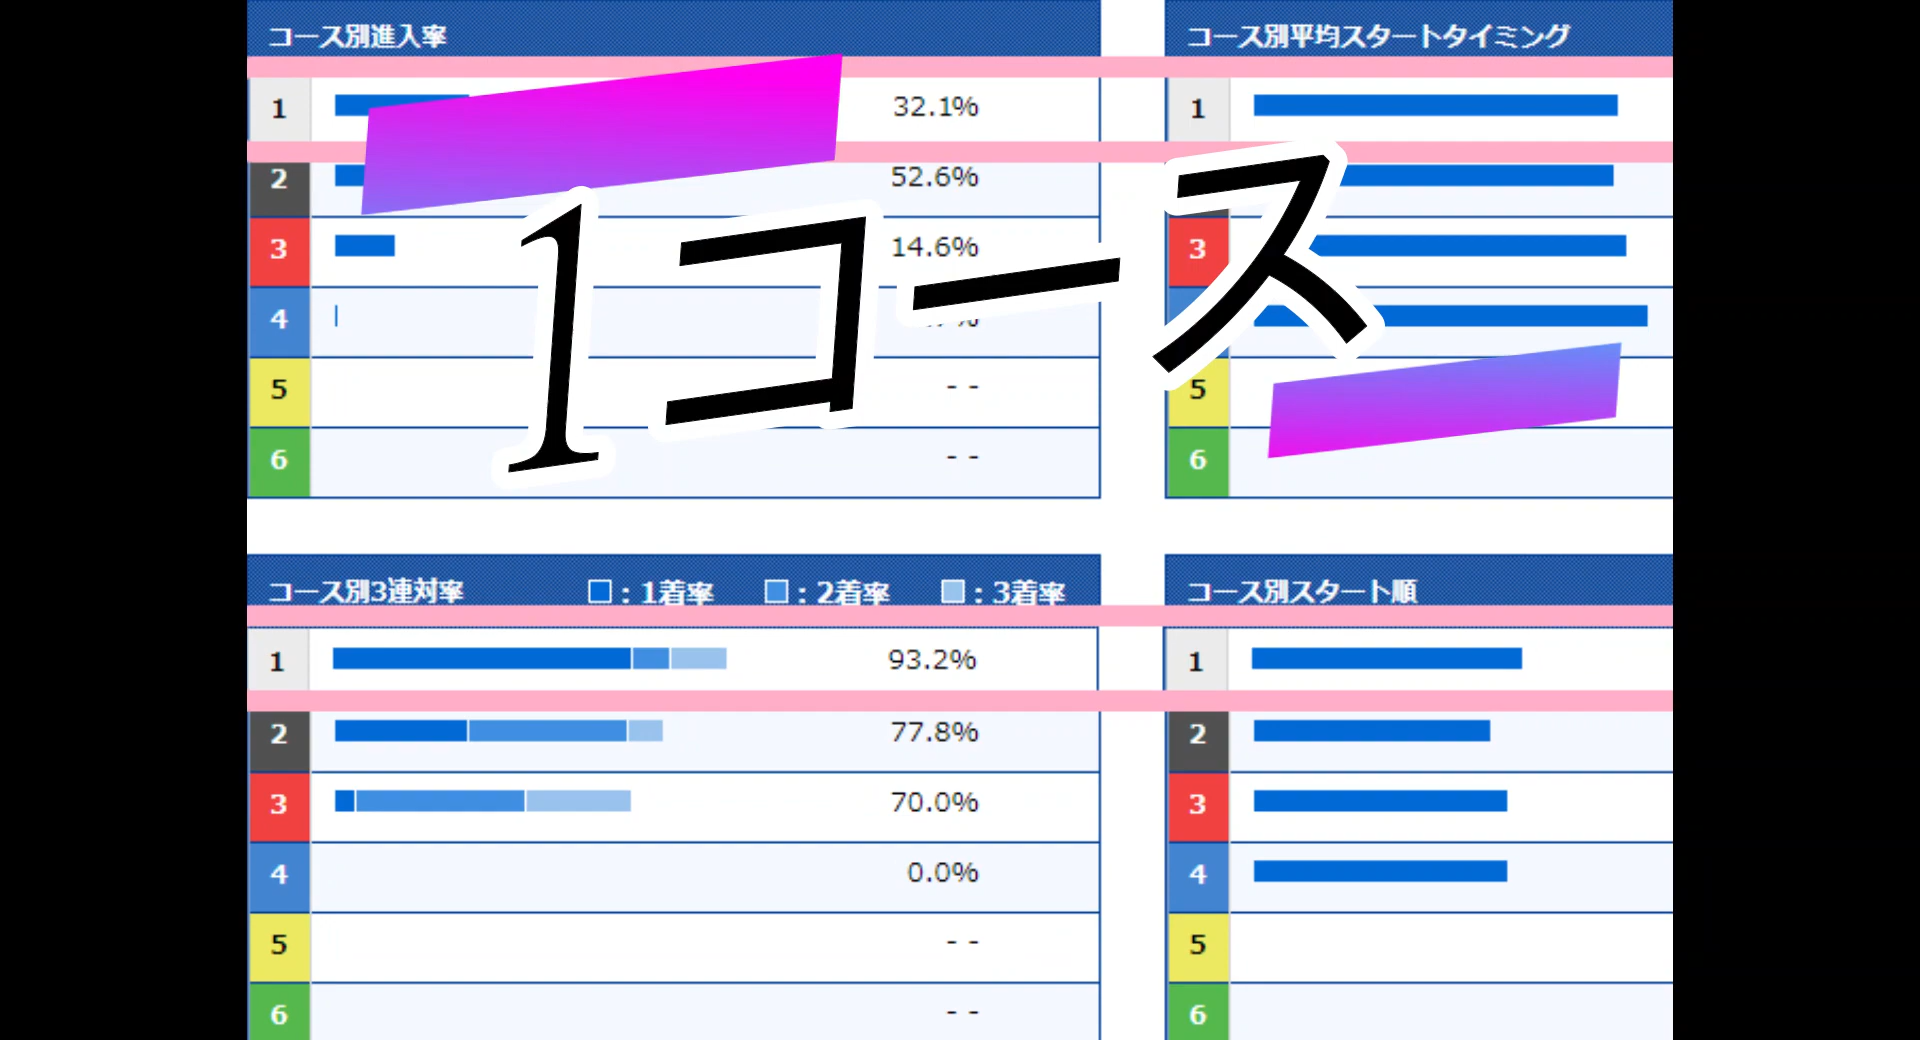 コース別進入率
1 32.1%
2 52.6%
3 14.6%
4
5 - -
6 - -
コース別平均スタートタイミング
1
3
5
6
1コース
コース別3連対率 : 1着率 : 2着率 : 3着率
1 93.2%
2 77.8%
3 70.0%
4 0.0%
5 - -
6 - -
コース別スタート順
1
2
3
4
5
6